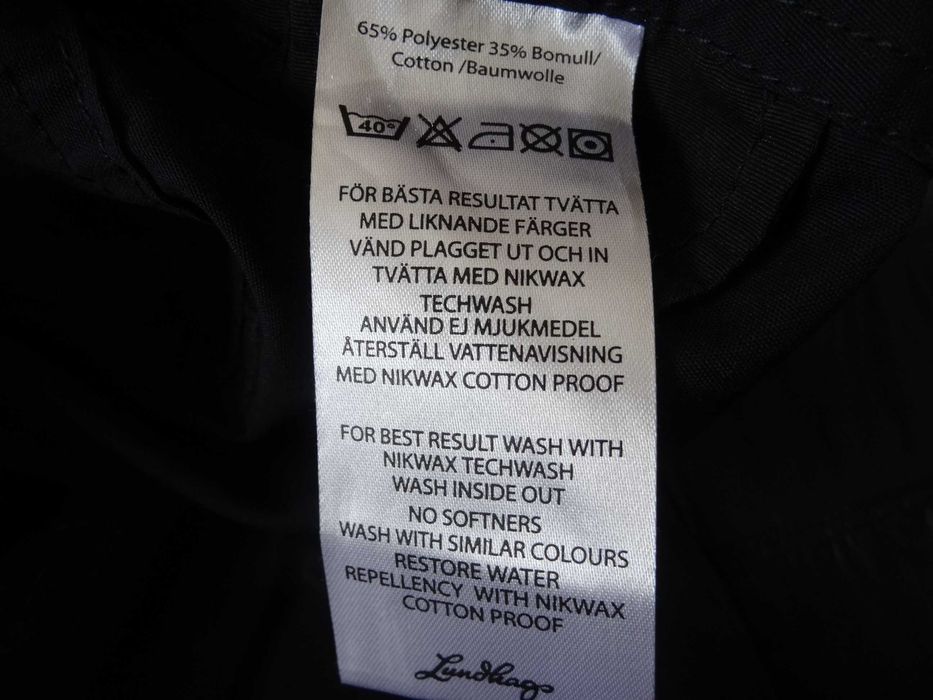 65% Polyester 35% Bomull/
Cotton /Baumwolle
40°
FÖR BÄSTA RESULTAT TVÄTTA
MED LIKNANDE FÄRGER
VÄND PLAGGET UT OCH IN
TVÄTTA MED NIKWAX
TECHWASH
ANVÄND EJ MJUKMEDEL
ÅTERSTÄLL VATTENAVISNING
MED NIKWAX COTTON PROOF
FOR BEST RESULT WASH WITH
NIKWAX TECHWASH
WASH INSIDE OUT
NO SOFTNERS
WASH WITH SIMILAR COLOURS
RESTORE WATER
REPELLENCY WITH NIKWAX
COTTON PROOF
Lundhags